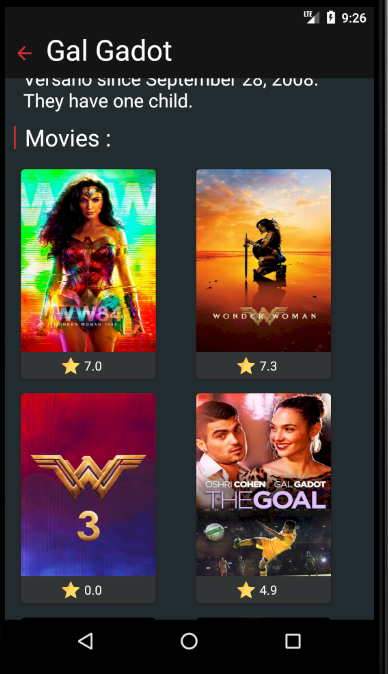 LTE 9:26
Gal Gadot
Versano since September 28, 2008.
They have one child.
Movies :
WW84
WONDER WOMAN 1984
7.0
WONDER WOMAN
7.3
3
0.0
OSHRI COHEN GAL GADOT
THE GOAL
4.9